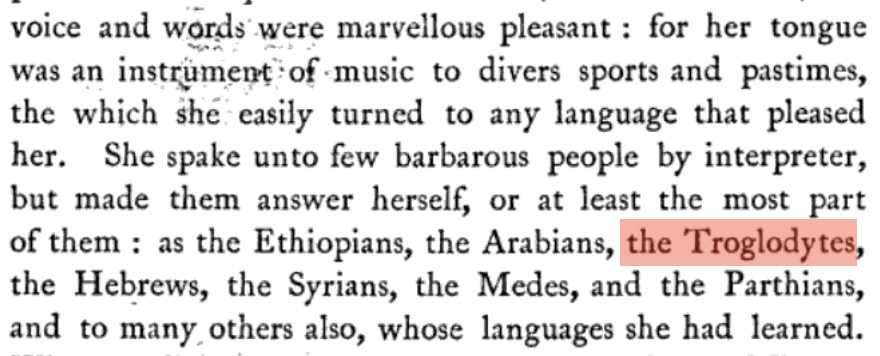 voice and words were marvellous pleasant : for her tongue
was an instrument of music to divers sports and pastimes,
the which she easily turned to any language that pleased
her. She spake unto few barbarous people by interpreter,
but made them answer herself, or at least the most part
of them : as the Ethiopians, the Arabians, the Troglodytes,
the Hebrews, the Syrians, the Medes, and the Parthians,
and to many others also, whose languages she had learned.